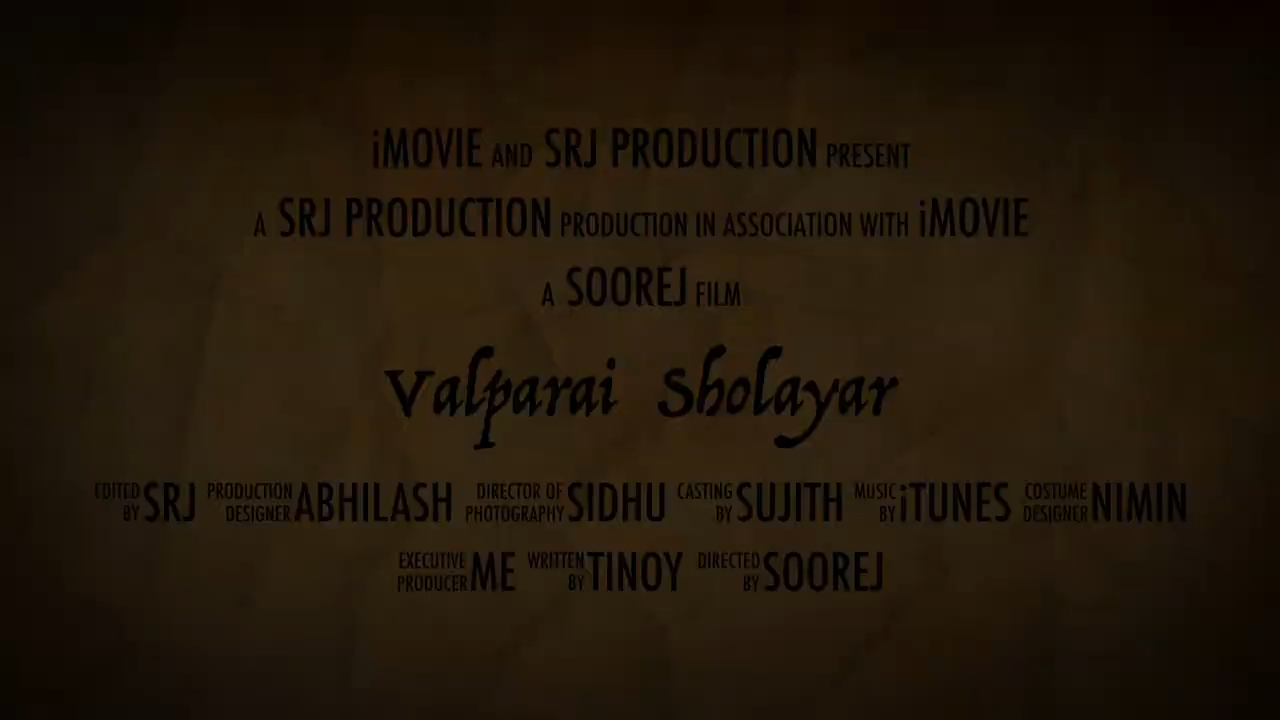 iMOVIE AND SRJ PRODUCTION PRESENT
A SRJ PRODUCTION PRODUCTION IN ASSOCIATION WITH iMOVIE
A SOOREJ FILM
Valparai Sholayar
EDITED BY SRJ PRODUCTION DESIGNER ABHILASH DIRECTOR OF PHOTOGRAPHY SIDHU CASTING BY SUJITH MUSIC BY iTUNES COSTUME DESIGNER NIMIN
EXECUTIVE PRODUCER ME WRITTEN BY TINOY DIRECTED BY SOOREJ